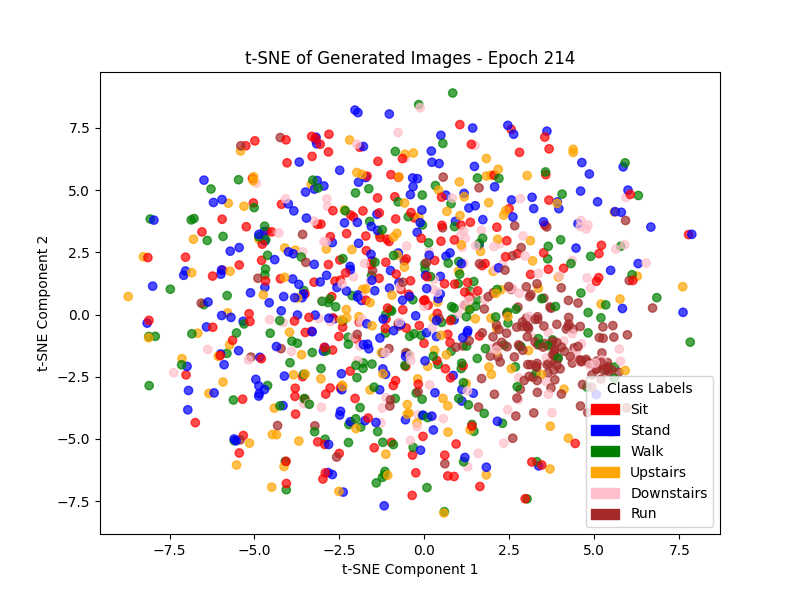 t-SNE of Generated Images - Epoch 214
t-SNE Component 2
7.5
5.0
2.5
0.0
−2.5
−5.0
−7.5
Class Labels
Sit
Stand
Walk
Upstairs
Downstairs
Run
−7.5 −5.0 −2.5 0.0 2.5 5.0 7.5
t-SNE Component 1